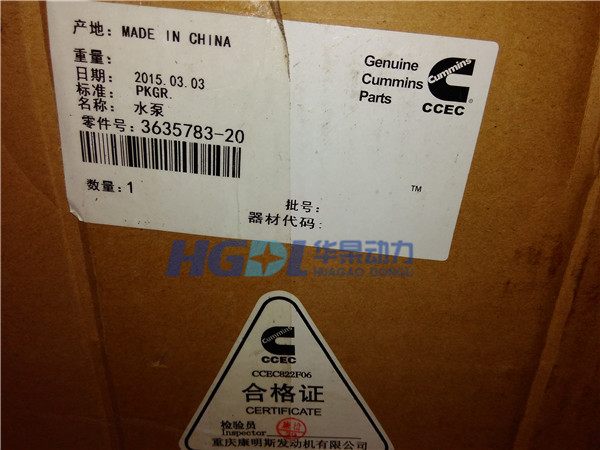 产地: MADE IN CHINA
重量:
日期: 2015.03.03
标准: PKGR.
名称: 水泵
零件号: 3635783-20
数量: 1
批号:
器材代码:
Genuine
Cummins
Parts
Cummins
CCEC
TM
HGDL 华杲动力
HUAGAO DONGLI
Cummins
CCEC
CCEC822F06
合格证
CERTIFICATE
检验员
Inspector
重庆康明斯发动机有限公司